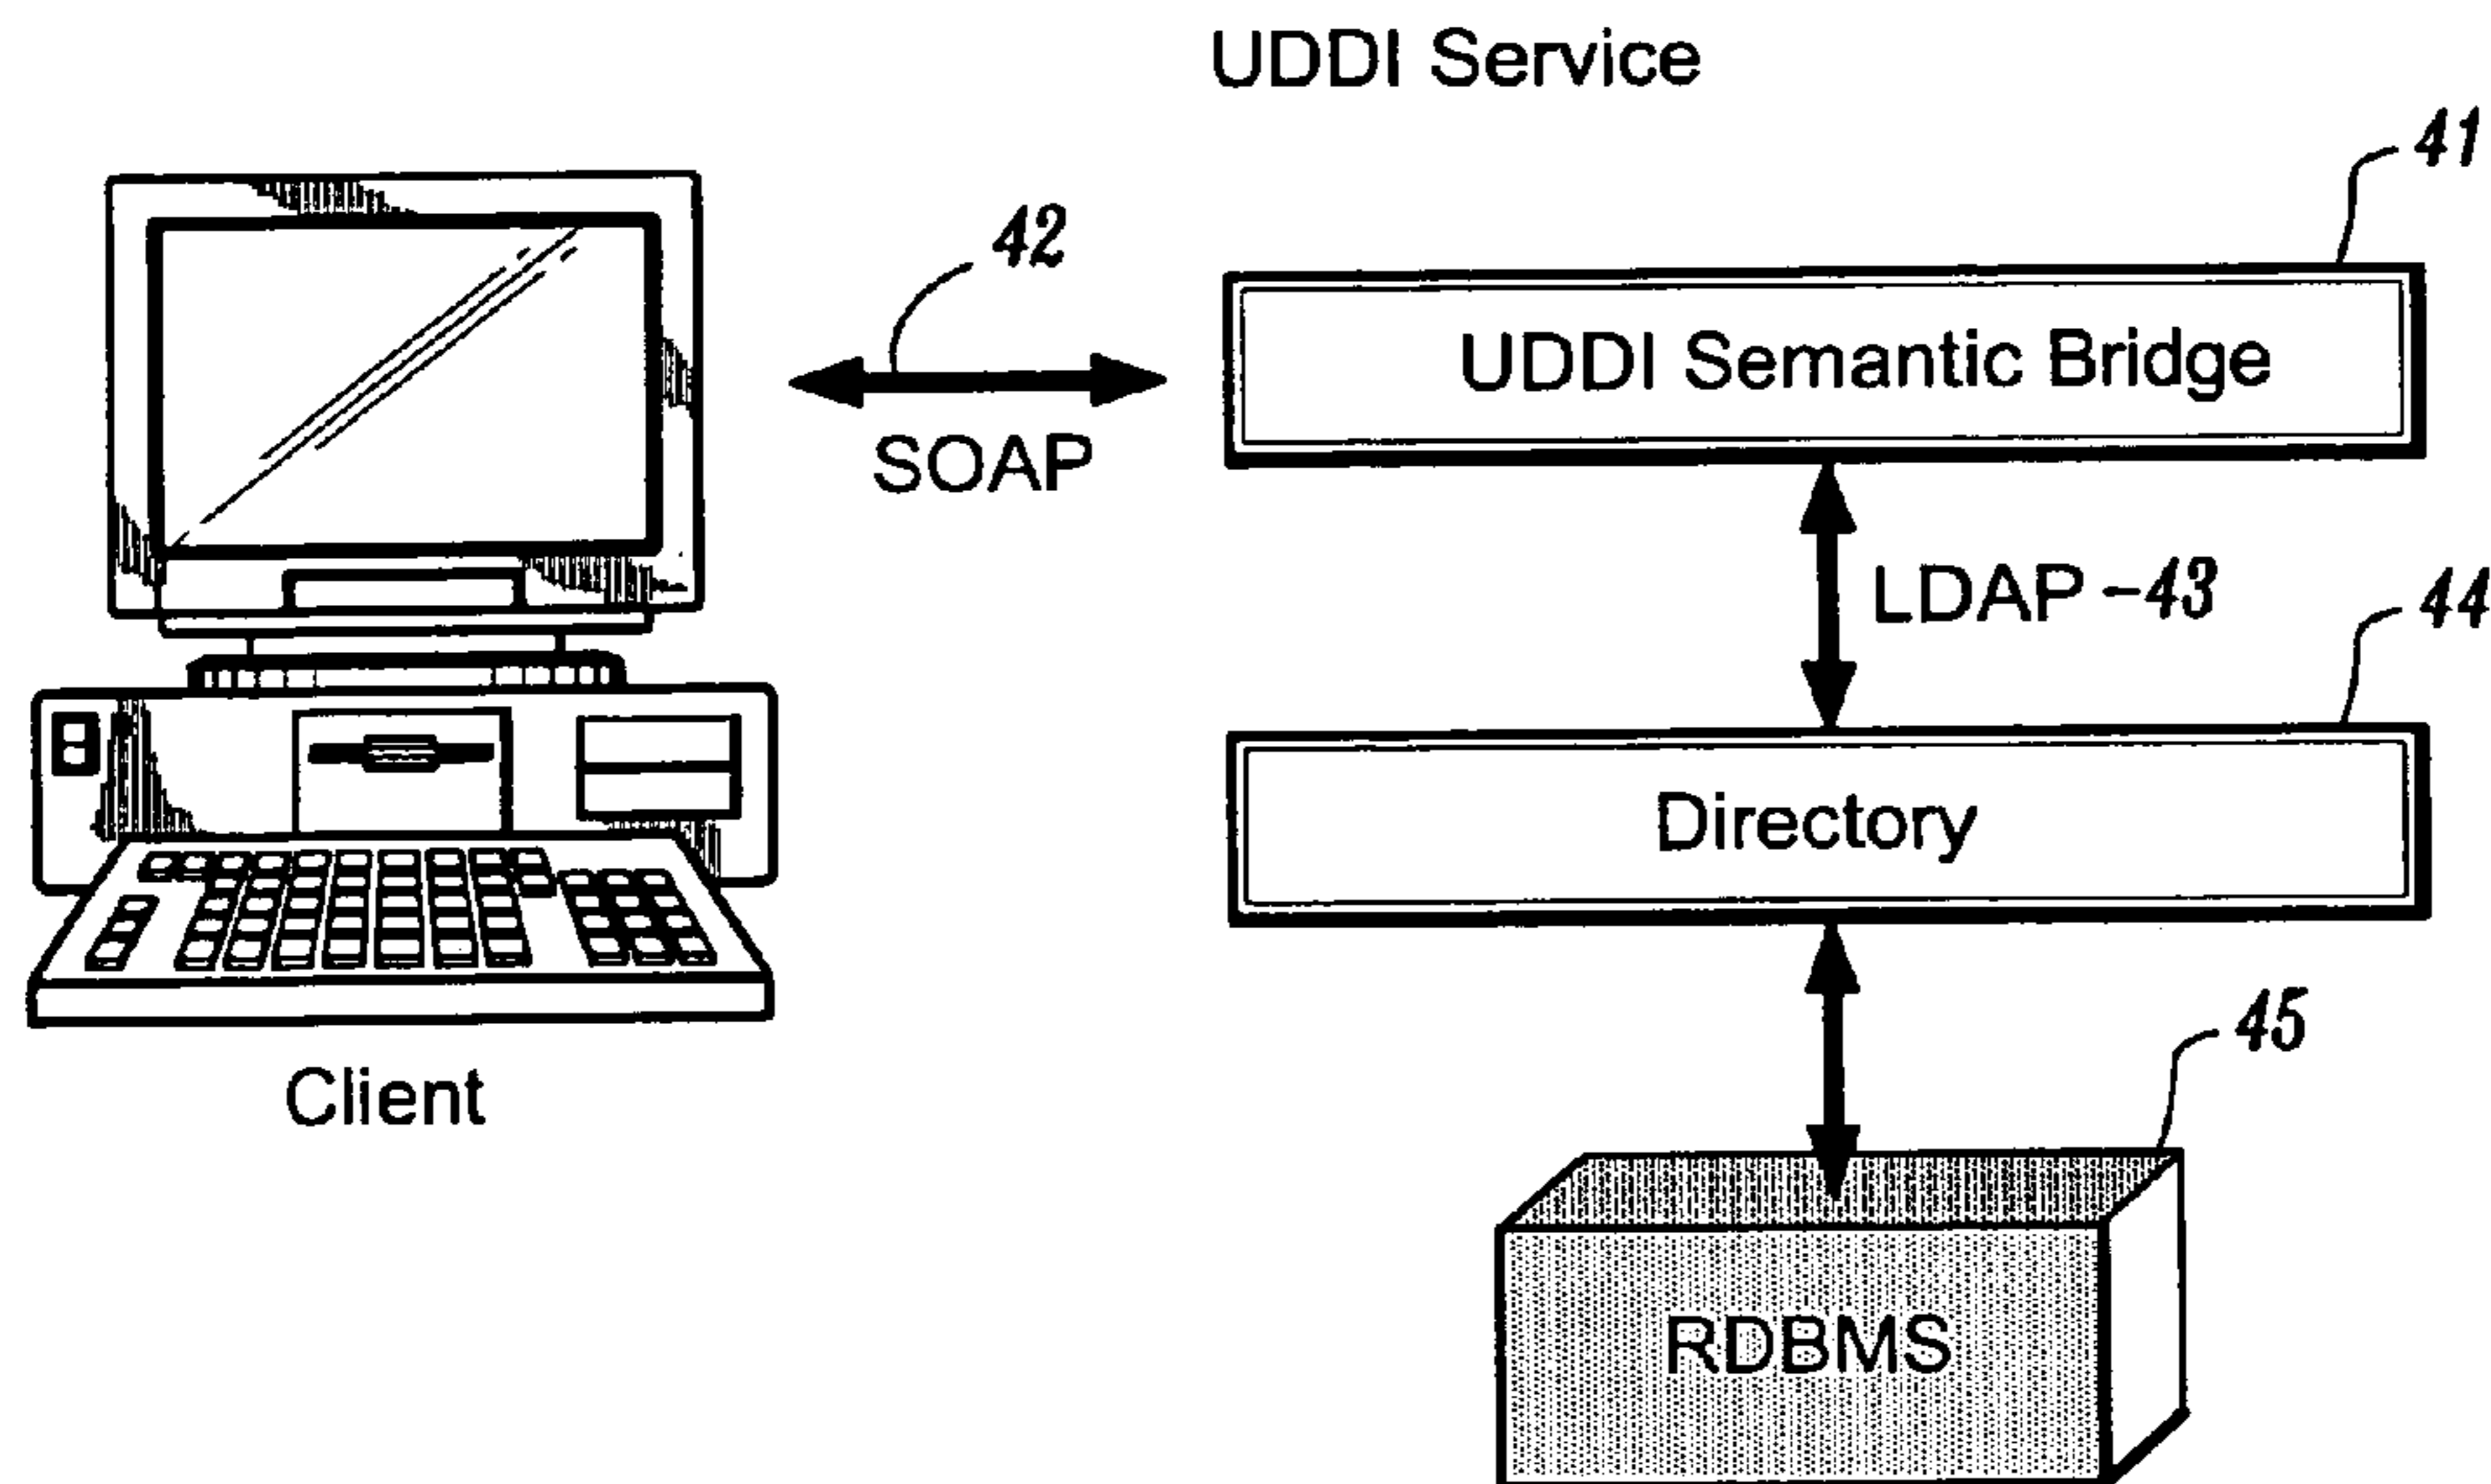 UDDI Service
41
42
UDDI Semantic Bridge
SOAP
LDAP -43
44
Directory
45
Client
RDBMS